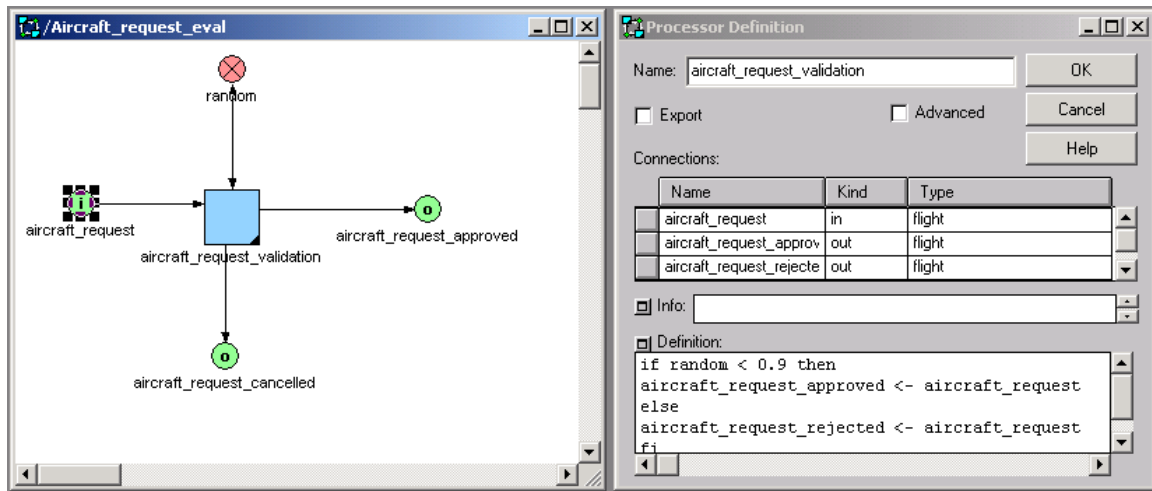 /Aircraft_request_eval
random
i
aircraft_request
o
aircraft_request_approved
aircraft_request_validation
o
aircraft_request_cancelled
Processor Definition
Name: aircraft_request_validation
OK
Export
Advanced
Cancel
Help
Connections:
Name Kind Type
aircraft_request in flight
aircraft_request_approv out flight
aircraft_request_rejecte out flight
Info:
Definition:
if random < 0.9 then
aircraft_request_approved <- aircraft_request
else
aircraft_request_rejected <- aircraft_request
fi